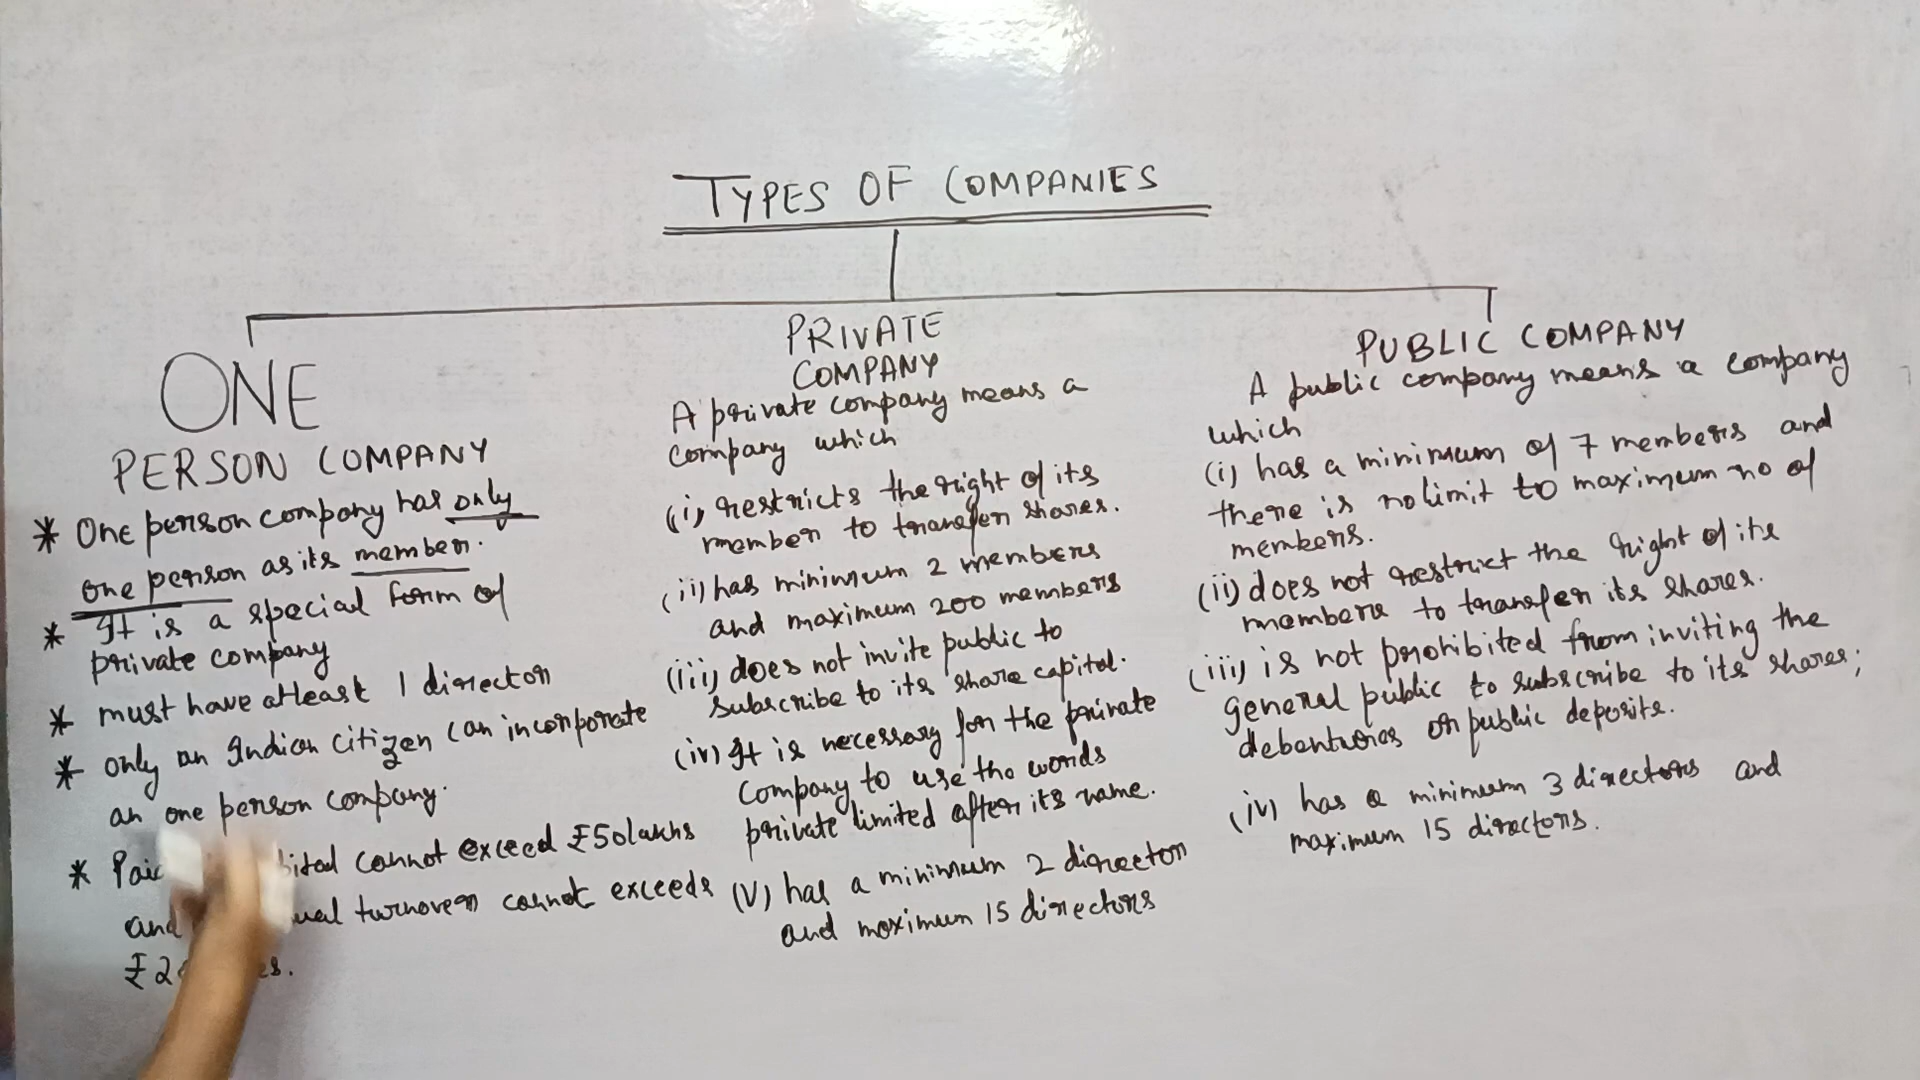 TYPES OF COMPANIES
ONE
PERSON COMPANY
* One person company has only
one person as its member.
* It is a special form of
private company
* must have atleast 1 director
* only an Indian citizen can incorporate
an one person company.
* cannot exceed ₹50 lakhs
and turnover cannot exceeds
PRIVATE
COMPANY
A private company means a
company which
(i) restricts the right of its
member to transfer shares.
(ii) has minimum 2 members
and maximum 200 members
(iii) does not invite public to
subscribe to its share capital.
(iv) It is necessary for the private
company to use the words
private limited after its name.
(V) has a minimum 2 director
and maximum 15 directors
PUBLIC COMPANY
A public company means a company
which
(i) has a minimum of 7 members and
there is no limit to maximum no of
members.
(ii) does not restrict the right of its
members to transfer its shares.
(iii) is not prohibited from inviting the
general public to subscribe to its shares;
debentures or public deposits.
(iv) has a minimum 3 directors and
maximum 15 directors.